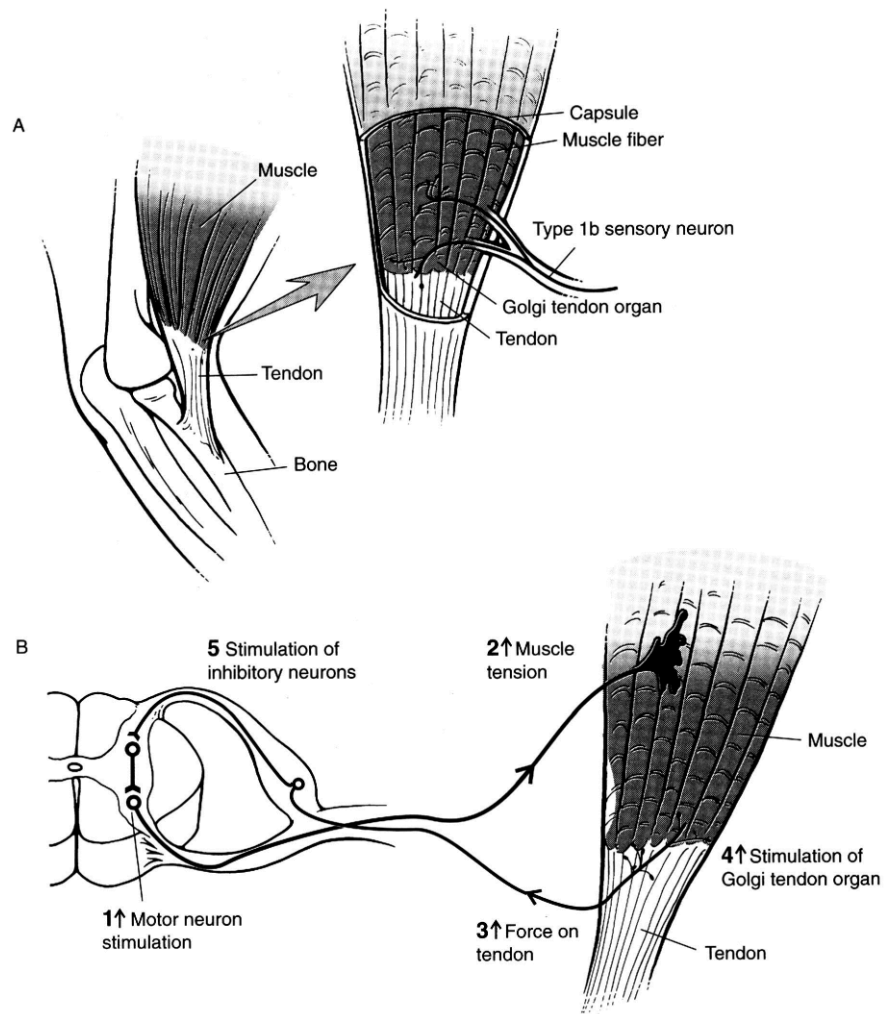 A
Capsule
Muscle fiber
Muscle
Type 1b sensory neuron
Golgi tendon organ
Tendon
Tendon
Bone
B
5 Stimulation of
inhibitory neurons
2↑ Muscle
tension
Muscle
4↑ Stimulation of
Golgi tendon organ
1↑ Motor neuron
stimulation
3↑ Force on
tendon
Tendon